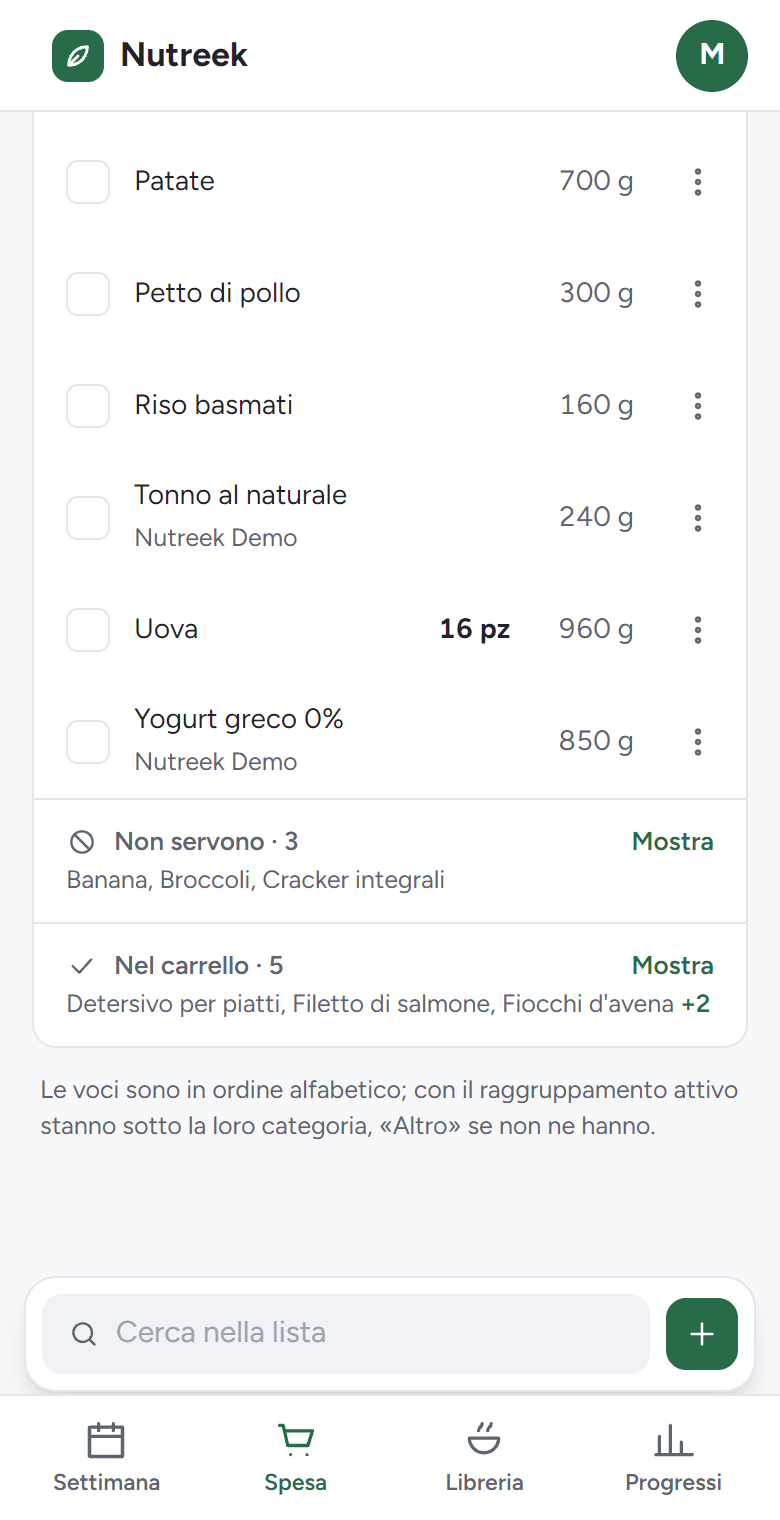 Nutreek
M
Patate 700 g
Petto di pollo 300 g
Riso basmati 160 g
Tonno al naturale
Nutreek Demo 240 g
Uova 16 pz 960 g
Yogurt greco 0%
Nutreek Demo 850 g
Non servono · 3 Mostra
Banana, Broccoli, Cracker integrali
Nel carrello · 5 Mostra
Detersivo per piatti, Filetto di salmone, Fiocchi d'avena +2
Le voci sono in ordine alfabetico; con il raggruppamento attivo
stanno sotto la loro categoria, «Altro» se non ne hanno.
Cerca nella lista
Settimana Spesa Libreria Progressi